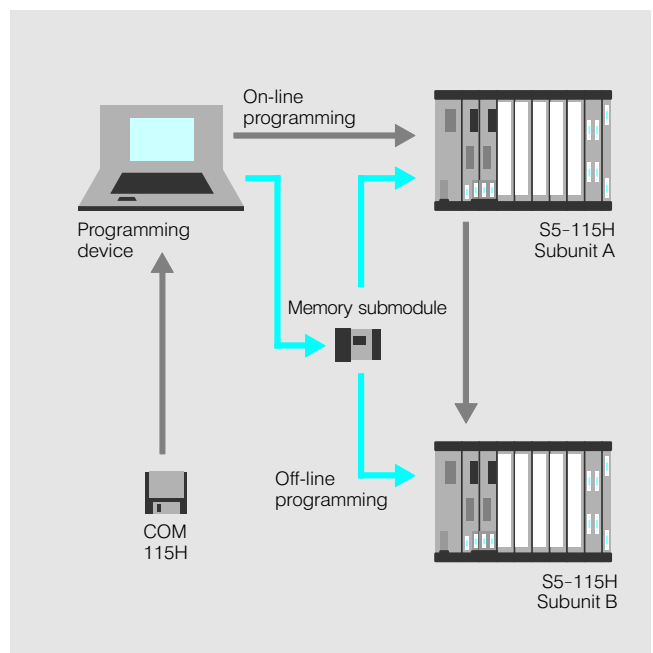 On-line
programming
S5-115H
Subunit A
Programming
device
Memory submodule
Off-line
programming
COM
115H
S5-115H
Subunit B